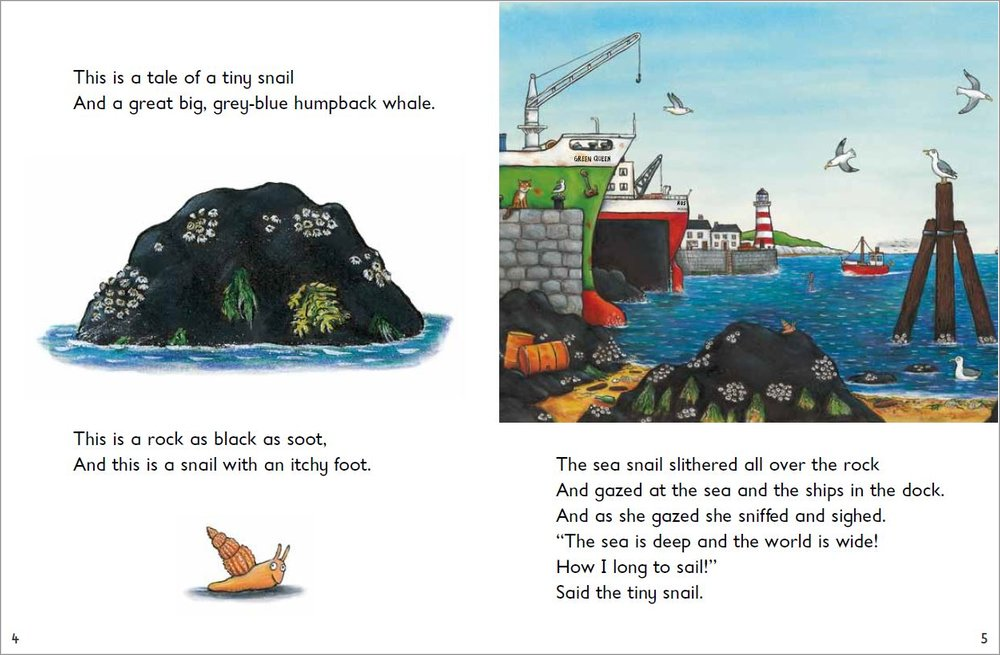 This is a tale of a tiny snail
And a great big, grey-blue humpback whale.
This is a rock as black as soot,
And this is a snail with an itchy foot.
4
GREEN QUEEN
The sea snail slithered all over the rock
And gazed at the sea and the ships in the dock.
And as she gazed she sniffed and sighed.
“The sea is deep and the world is wide!
How I long to sail!”
Said the tiny snail.
5